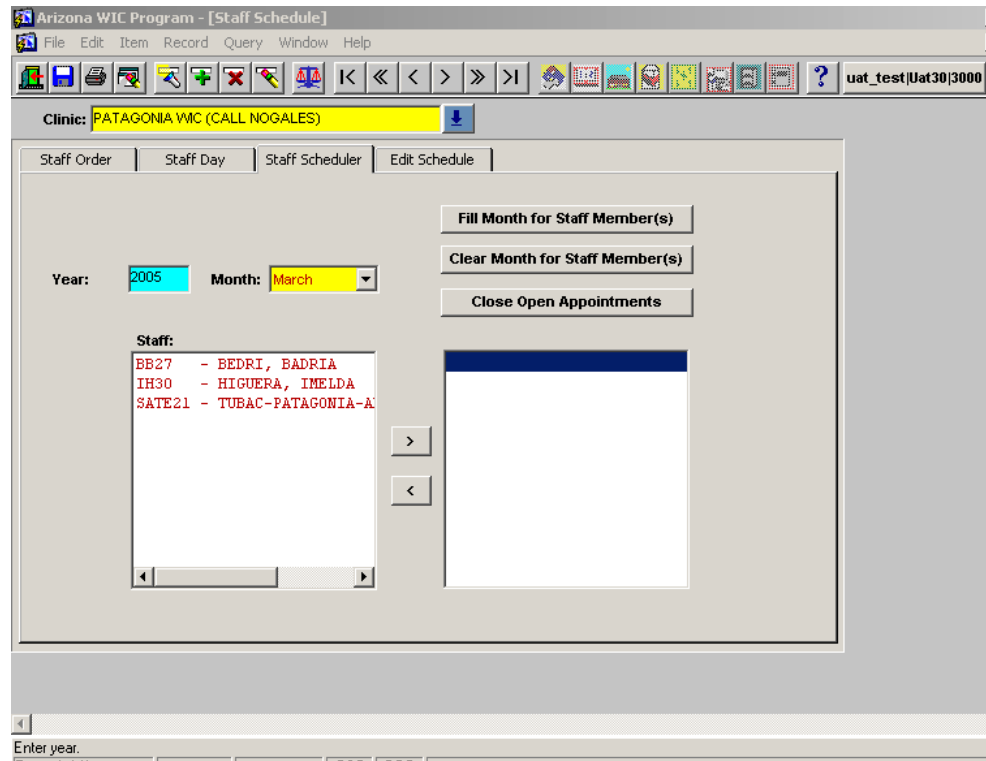 Arizona WIC Program - [Staff Schedule]
File Edit Item Record Query Window Help
uat_test|Uat30|3000
Clinic: PATAGONIA WIC (CALL NOGALES)
Staff Order Staff Day Staff Scheduler Edit Schedule
Fill Month for Staff Member(s)
Clear Month for Staff Member(s)
Year: 2005 Month: March
Close Open Appointments
Staff:
BB27 - BEDRI, BADRIA
IH30 - HIGUERA, IMELDA
SATE21 - TUBAC-PATAGONIA-A
>
<
Enter year.